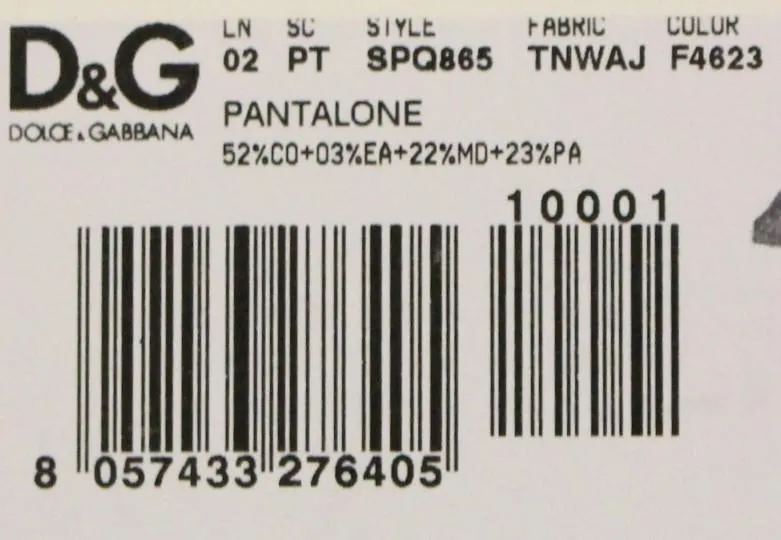 D&G
DOLCE & GABBANA
LN SC STYLE FABRIC COLOR
02 PT SPQ865 TNWAJ F4623
PANTALONE
52%CO+03%EA+22%MD+23%PA
10001
8 057433 276405